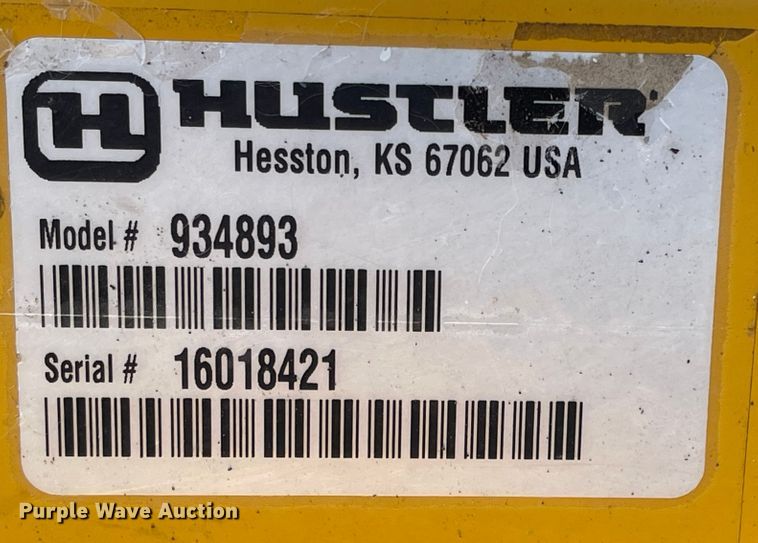 H HUSTLER
Hesston, KS 67062 USA
Model # 934893
Serial # 16018421
Purple Wave Auction